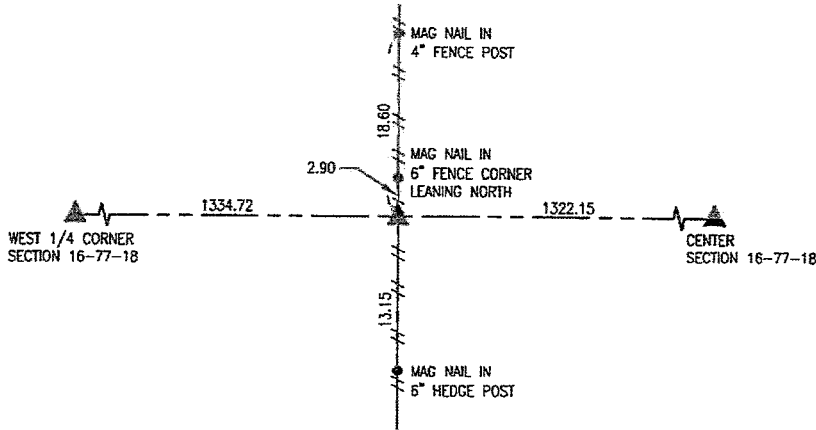 MAG NAIL IN
4" FENCE POST
18.60
MAG NAIL IN
6" FENCE CORNER
LEANING NORTH
2.90
1334.72
1322.15
WEST 1/4 CORNER
SECTION 16-77-18
CENTER
SECTION 16-77-18
13.15
MAG NAIL IN
6" HEDGE POST